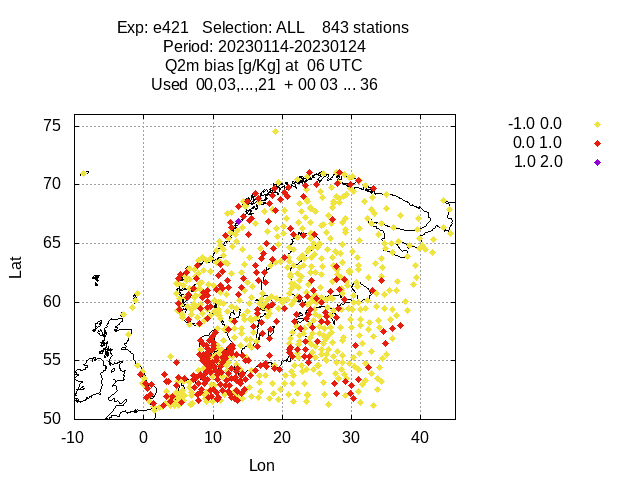 Exp: e421 Selection: ALL 843 stations
Period: 20230114-20230124
Q2m bias [g/Kg] at 06 UTC
Used 00,03,...,21 + 00 03 ... 36
-1.0 0.0
0.0 1.0
1.0 2.0
75
70
65
60
55
50
Lat
-10 0 10 20 30 40
Lon